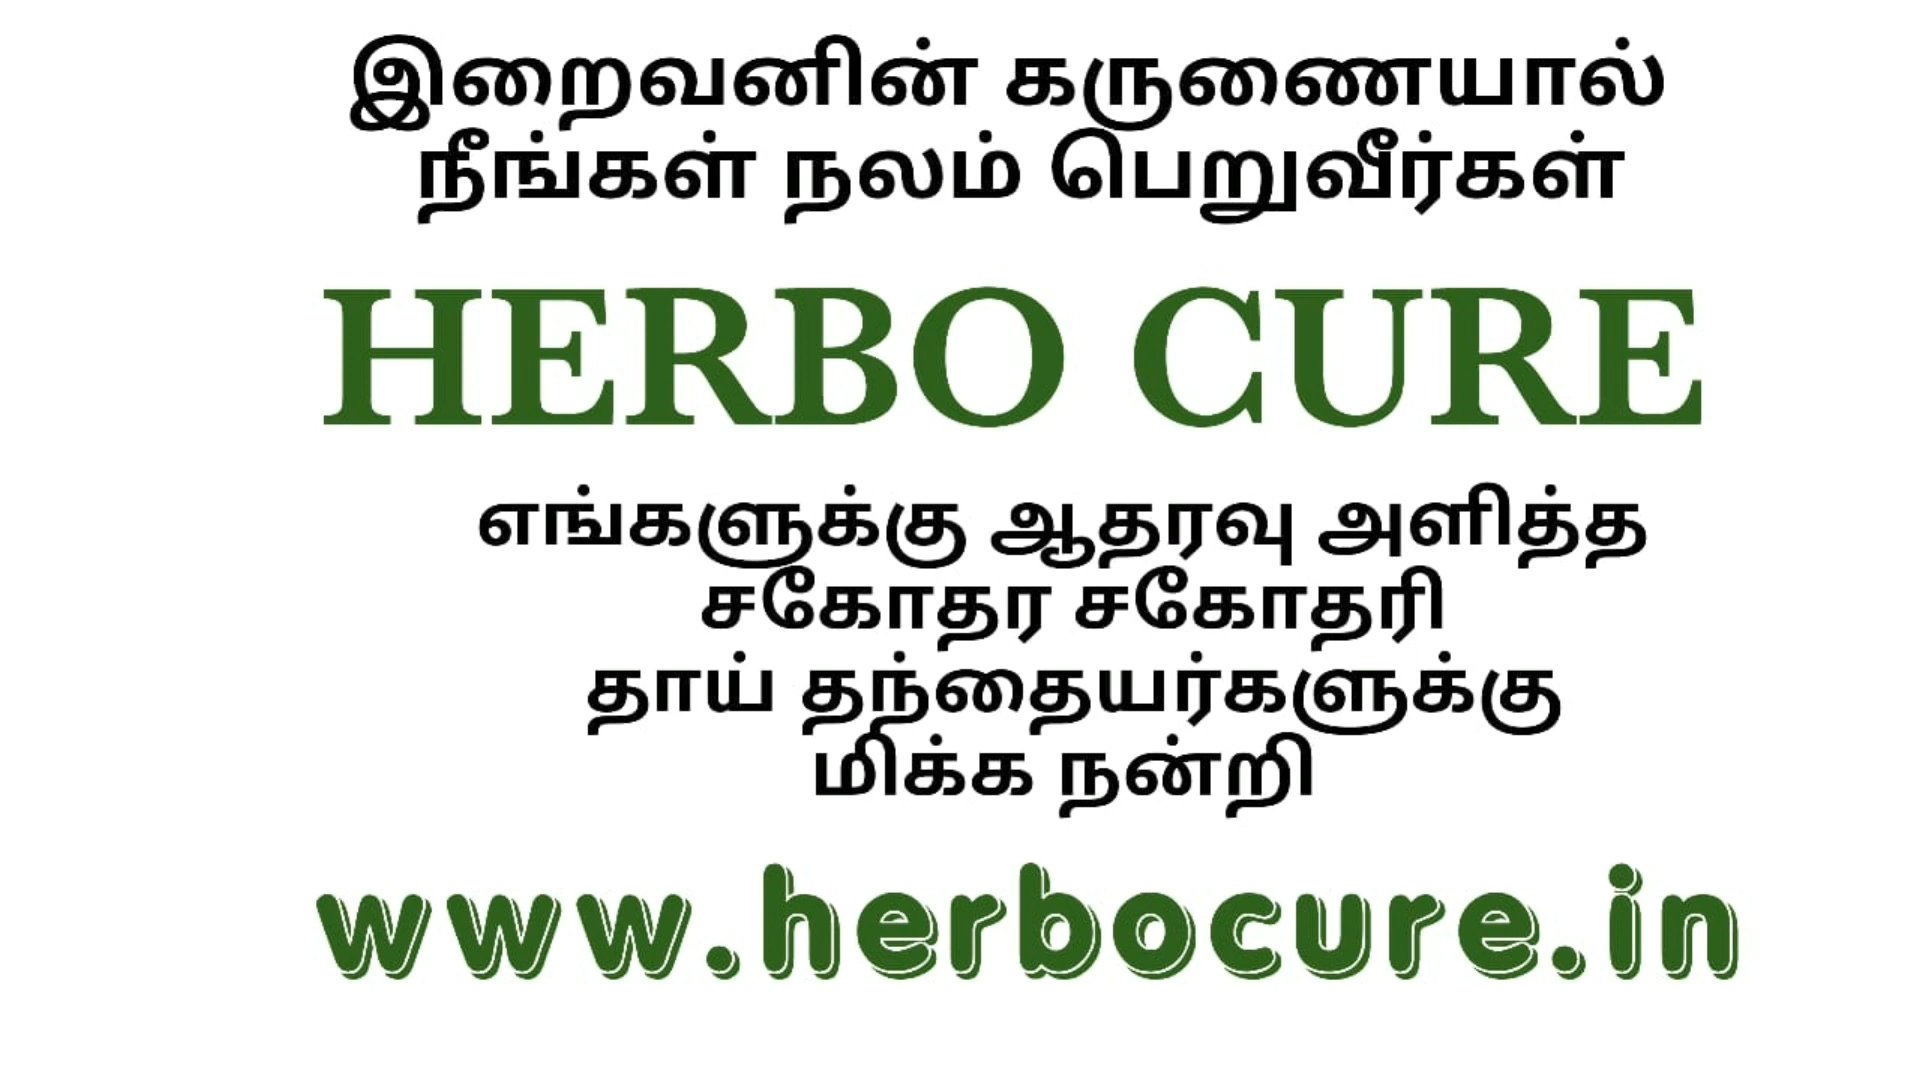 இறைவனின் கருணையால்
நீங்கள் நலம் பெறுவீர்கள்
HERBO CURE
எங்களுக்கு ஆதரவு அளித்த
சகோதர சகோதரி
தாய் தந்தையர்களுக்கு
மிக்க நன்றி
www.herbocure.in